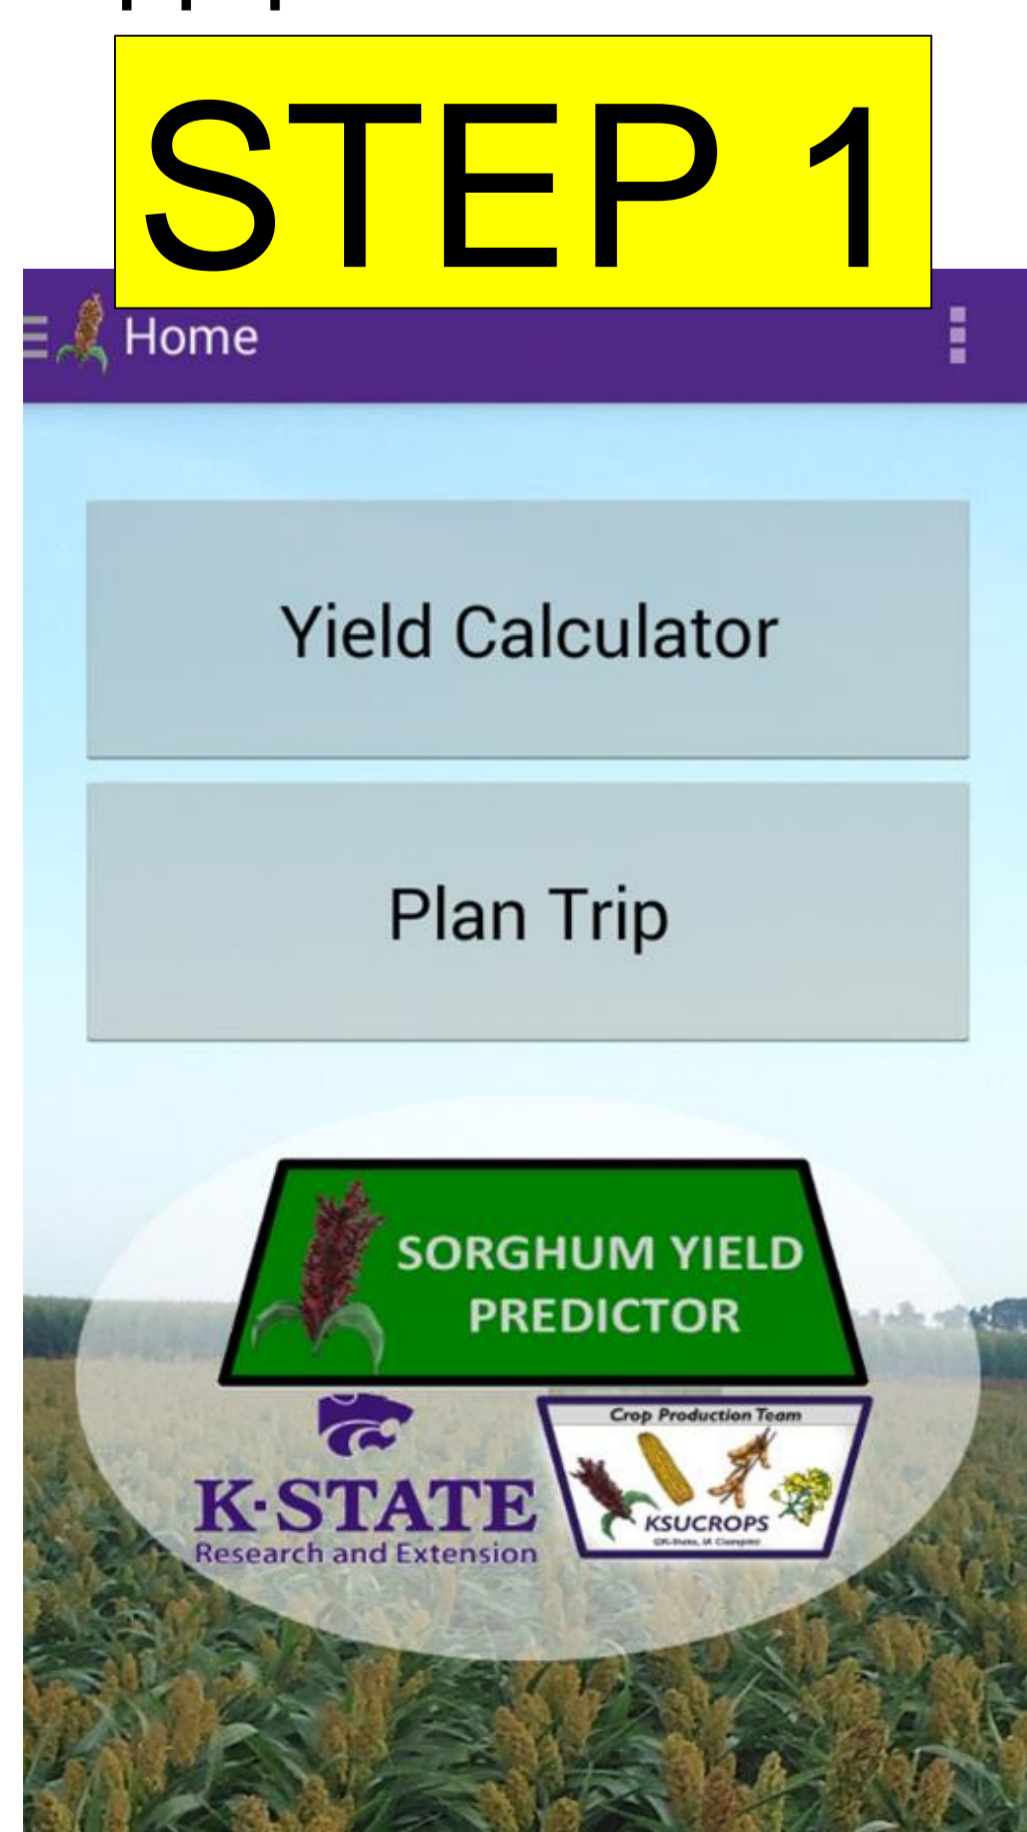 STEP 1
Home
Yield Calculator
Plan Trip
SORGHUM YIELD
PREDICTOR
Crop Production Team
K-STATE
Research and Extension
KSUCROPS